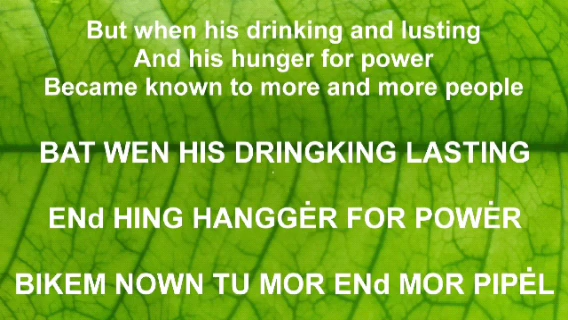 But when his drinking and lusting
And his hunger for power
Became known to more and more people
BAT WEN HIS DRINGKING LASTING
ENd HING HANGGĖR FOR POWĖR
BIKEM NOWN TU MOR ENd MOR PIPĖL